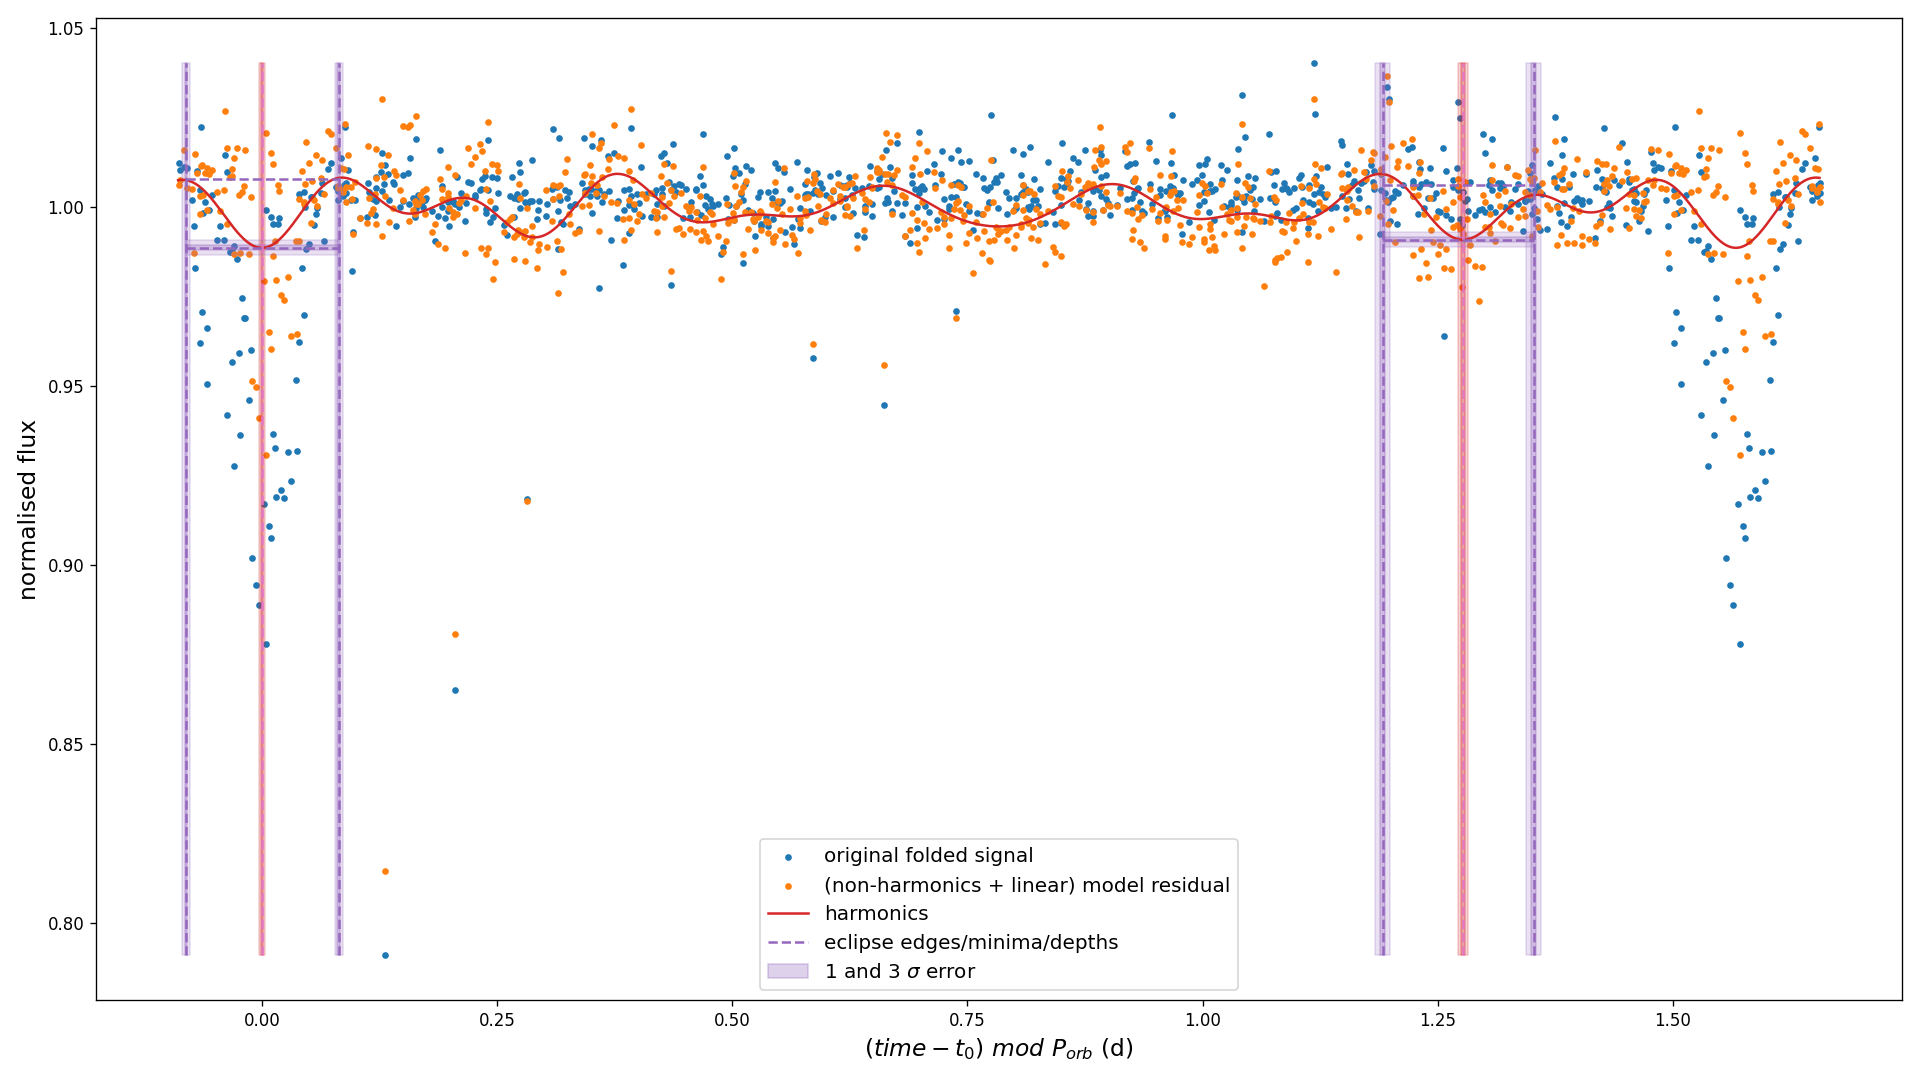 1.05
1.00
0.95
0.90
0.85
0.80
normalised flux
original folded signal
(non-harmonics + linear) model residual
harmonics
eclipse edges/minima/depths
1 and 3 σ error
0.00 0.25 0.50 0.75 1.00 1.25 1.50
(time − t₀) mod Pₒᵣb (d)